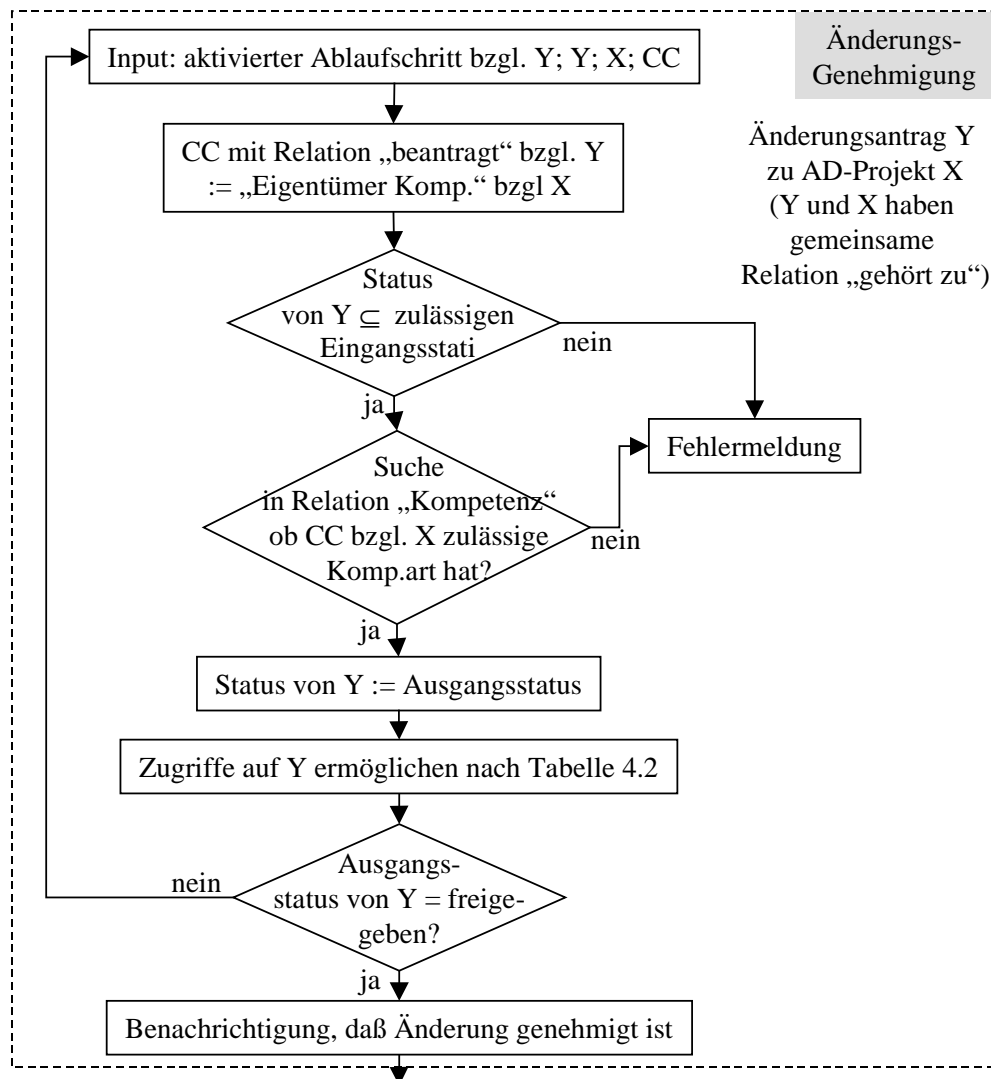 Änderungs-
Genehmigung
Input: aktivierter Ablaufschritt bzgl. Y; Y; X; CC
Änderungsantrag Y
zu AD-Projekt X
(Y und X haben
gemeinsame
Relation „gehört zu“)
CC mit Relation „beantragt“ bzgl. Y
:= „Eigentümer Komp.“ bzgl X
Status
von Y ⊆ zulässigen
Eingangsstati
nein
ja
Fehlermeldung
Suche
in Relation „Kompetenz“
ob CC bzgl. X zulässige
Komp.art hat?
nein
ja
Status von Y := Ausgangsstatus
Zugriffe auf Y ermöglichen nach Tabelle 4.2
Ausgangs-
status von Y = freige-
geben?
nein
ja
Benachrichtigung, daß Änderung genehmigt ist